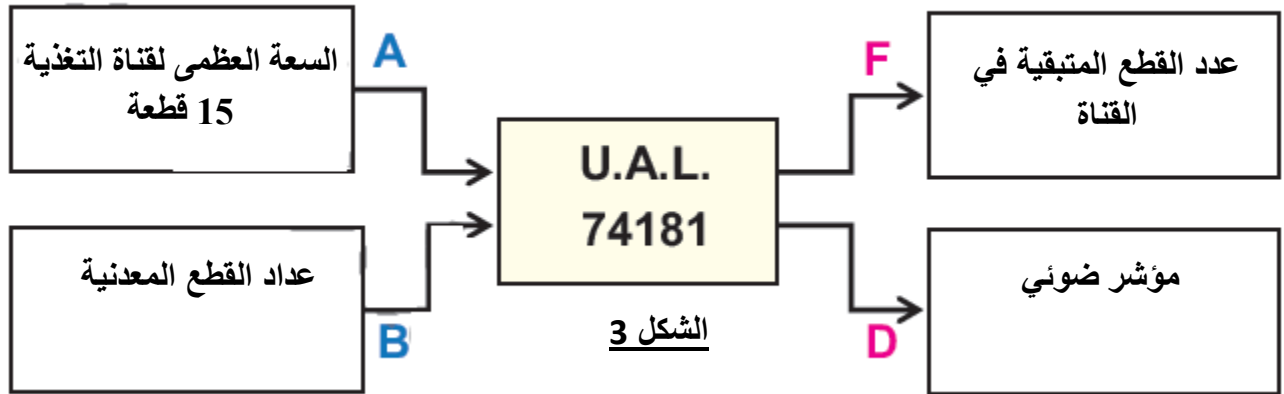 السعة العظمى لقناة التغذية
15 قطعة
A
F
عدد القطع المتبقية في
القناة
U.A.L.
74181
عداد القطع المعدنية
B
الشكل 3
D
مؤشر ضوئي